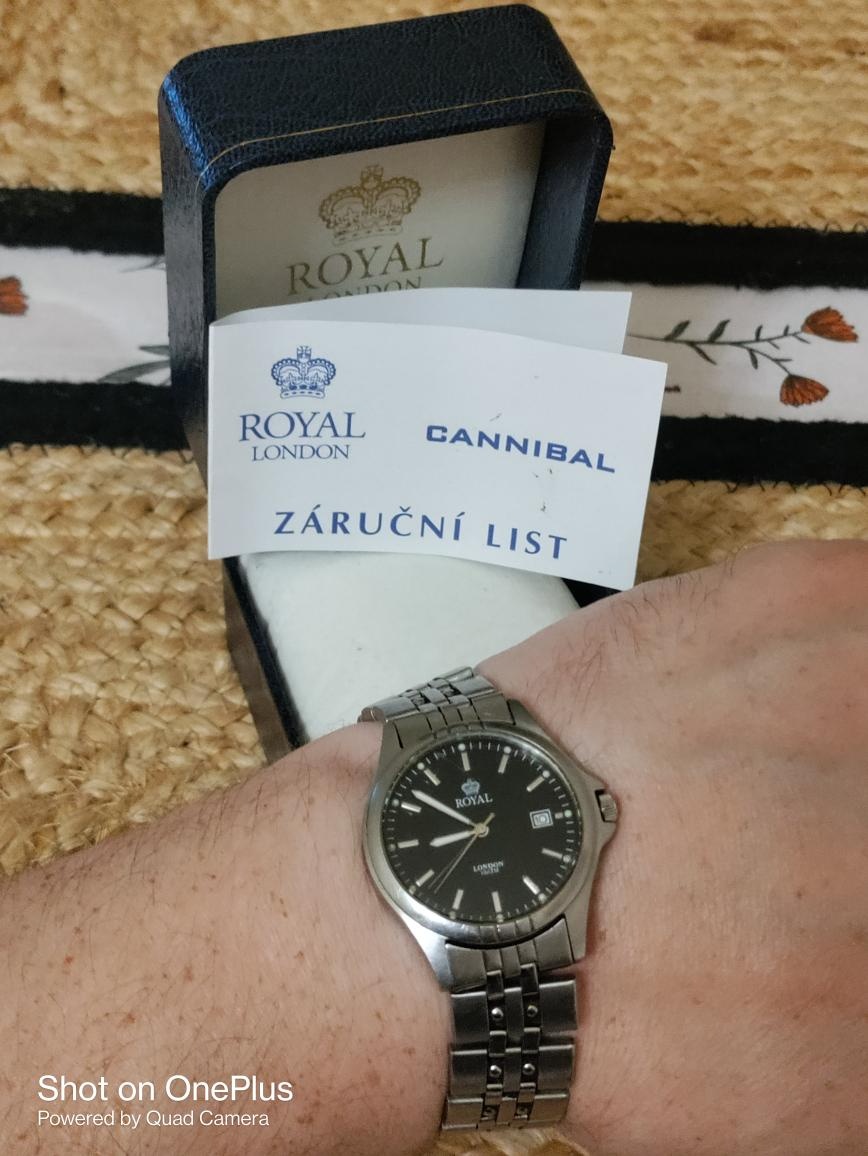 ROYAL
LONDON
ROYAL
LONDON
CANNIBAL
ZÁRUČNÍ LIST
ROYAL
LONDON
Shot on OnePlus
Powered by Quad Camera